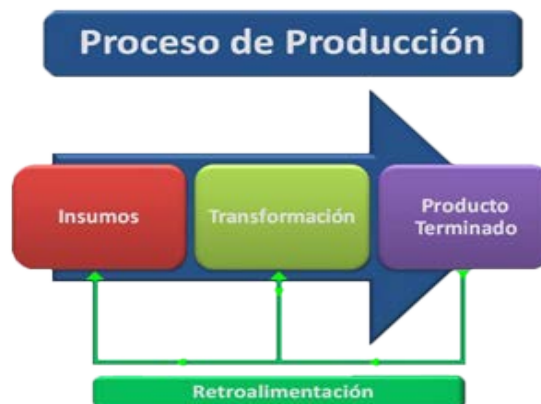 Proceso de Producción
Insumos
Transformación
Producto
Terminado
Retroalimentación